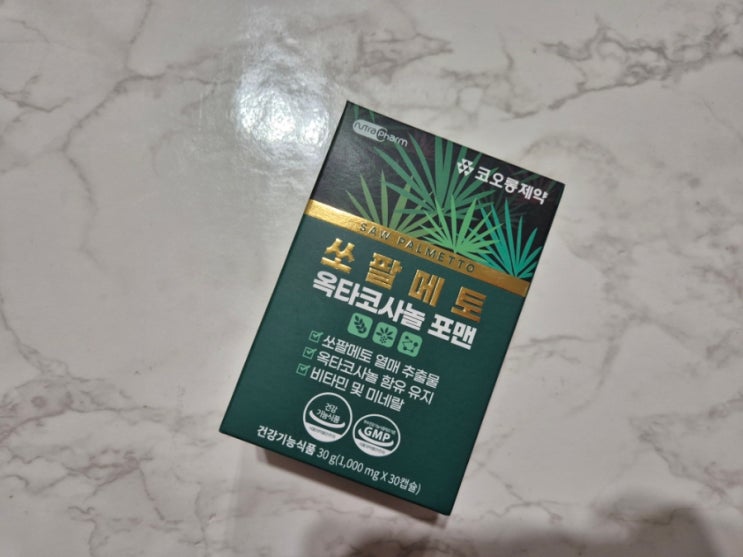 nutrapharm
코오롱제약
SAW PALMETTO
쏘팔메토
옥타코사놀 포맨
쏘팔메토 열매 추출물
옥타코사놀 함유 유지
비타민 및 미네랄
건강
기능식품
GMP
건강기능식품 30 g(1,000 mg X 30캡슐)